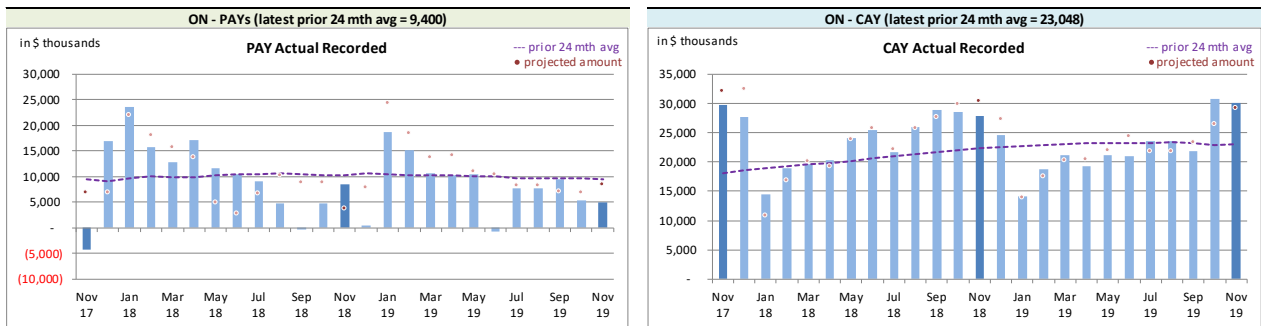 ON - PAYs (latest prior 24 mth avg = 9,400)
in $ thousands
PAY Actual Recorded
--- prior 24 mth avg
• projected amount
30,000
25,000
20,000
15,000
10,000
5,000
-
(5,000)
(10,000)
Nov Jan Mar May Jul Sep Nov Jan Mar May Jul Sep Nov
17 18 18 18 18 18 18 19 19 19 19 19 19
ON - CAY (latest prior 24 mth avg = 23,048)
in $ thousands
CAY Actual Recorded
--- prior 24 mth avg
• projected amount
35,000
30,000
25,000
20,000
15,000
10,000
5,000
-
Nov Jan Mar May Jul Sep Nov Jan Mar May Jul Sep Nov
17 18 18 18 18 18 18 19 19 19 19 19 19